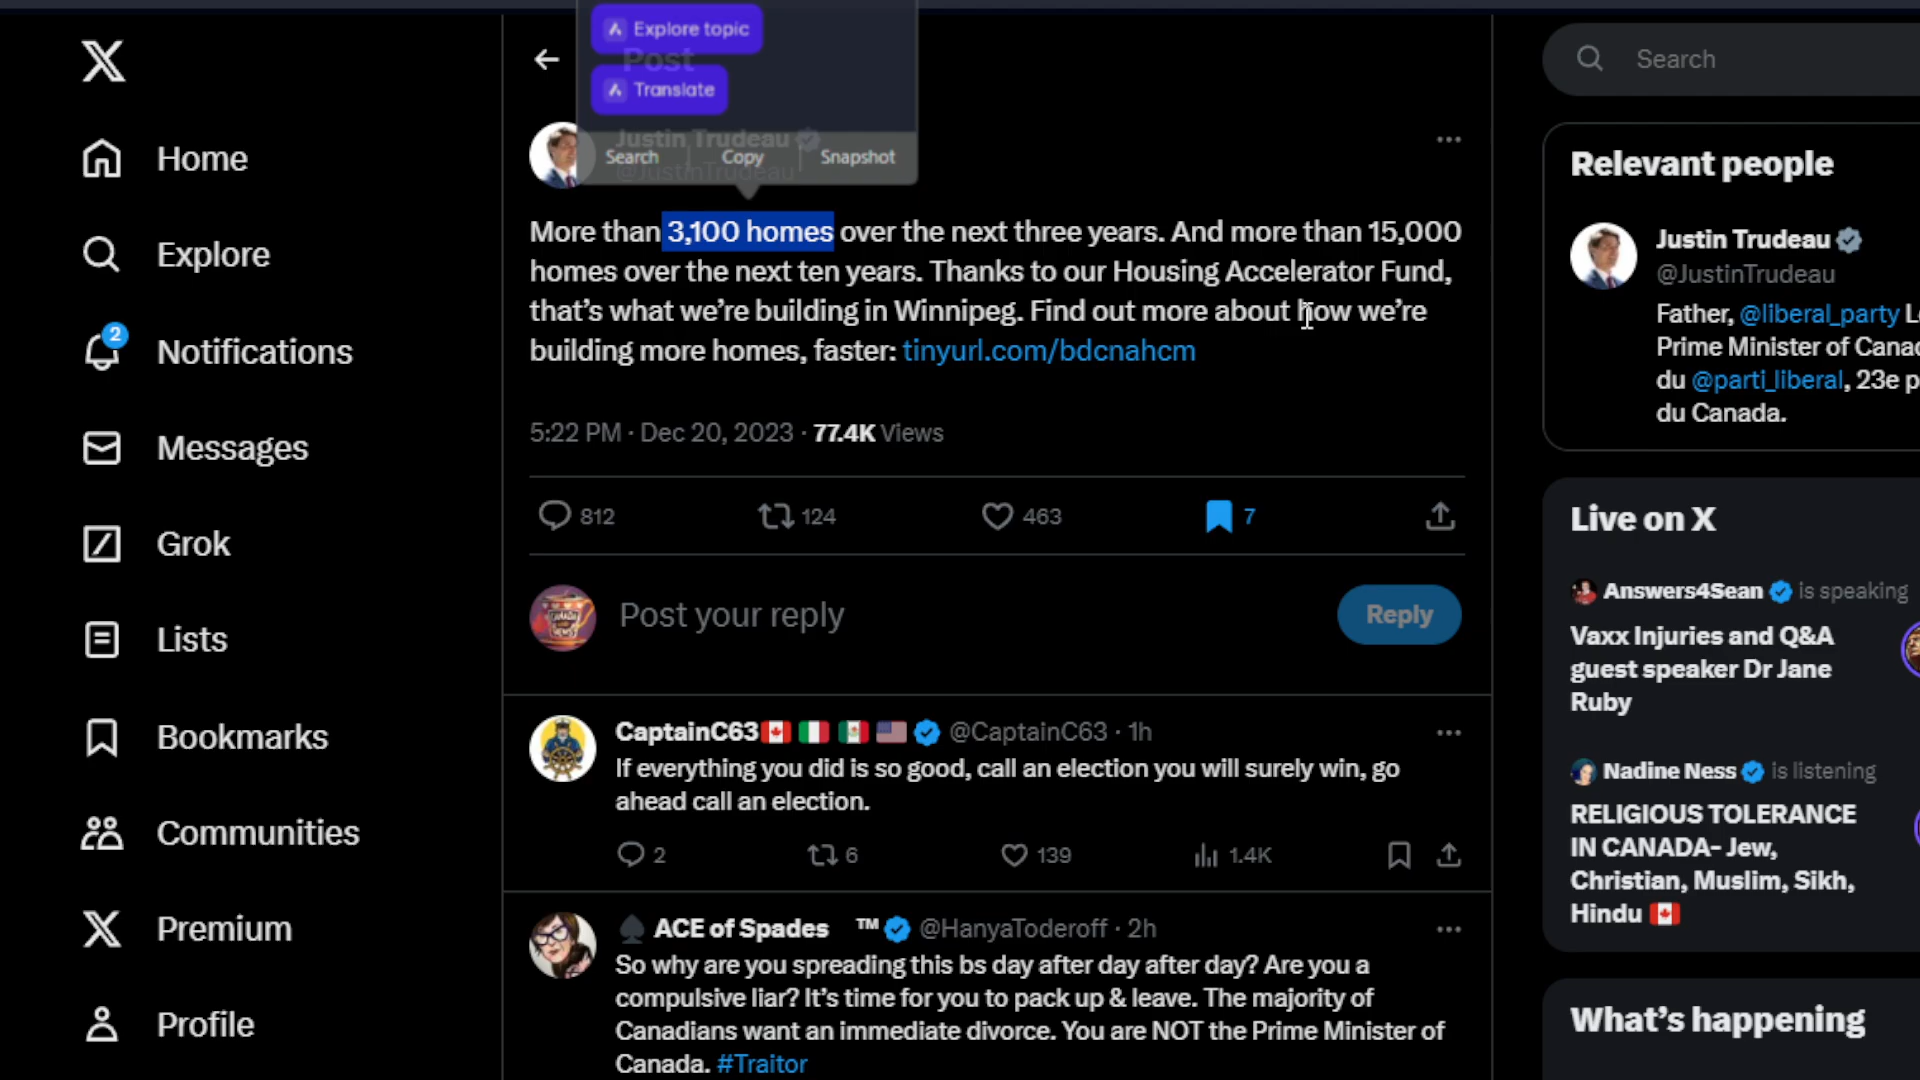 Explore topic
Post
Translate
Justin Trudeau
Search Copy Snapshot
@JustinTrudeau
Home
Explore
2
Notifications
Messages
Grok
Lists
Bookmarks
Communities
Premium
Profile
More than 3,100 homes over the next three years. And more than 15,000
homes over the next ten years. Thanks to our Housing Accelerator Fund,
that's what we're building in Winnipeg. Find out more about how we're
building more homes, faster: tinyurl.com/bdcnahcm
5:22 PM · Dec 20, 2023 · 77.4K Views
812 124 463 7
Post your reply
Reply
CaptainC63 @CaptainC63 · 1h
If everything you did is so good, call an election you will surely win, go
ahead call an election.
2 6 139 1.4K
ACE of Spades ™ @HanyaToderoff · 2h
So why are you spreading this bs day after day after day? Are you a
compulsive liar? It's time for you to pack up & leave. The majority of
Canadians want an immediate divorce. You are NOT the Prime Minister of
Canada. #Traitor
Search
Relevant people
Justin Trudeau
@JustinTrudeau
Father, @liberal_party L
Prime Minister of Cana
du @parti_liberal, 23e p
du Canada.
Live on X
Answers4Sean is speaking
Vaxx Injuries and Q&A
guest speaker Dr Jane
Ruby
Nadine Ness is listening
RELIGIOUS TOLERANCE
IN CANADA- Jew,
Christian, Muslim, Sikh,
Hindu
What's happening